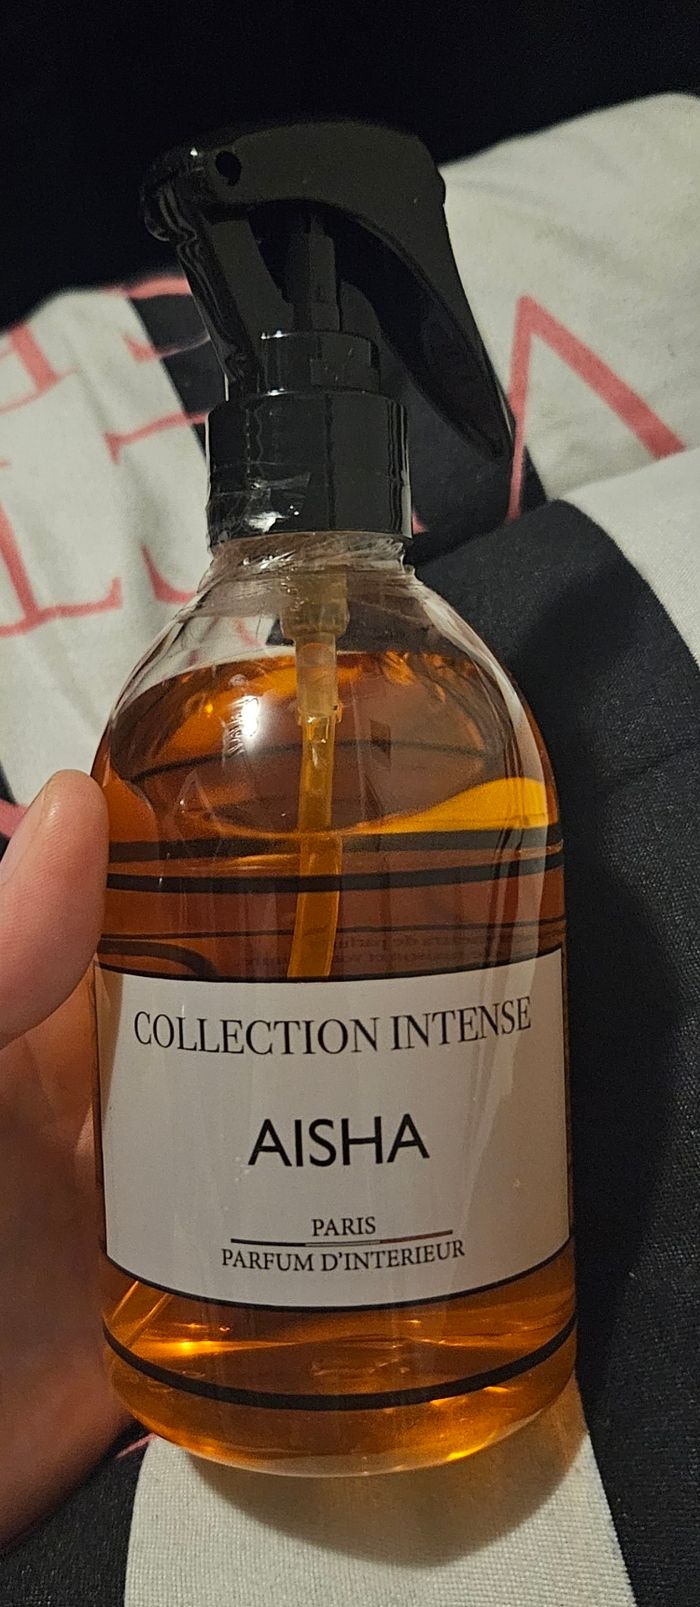 COLLECTION INTENSE
AISHA
PARIS
PARFUM D'INTERIEUR